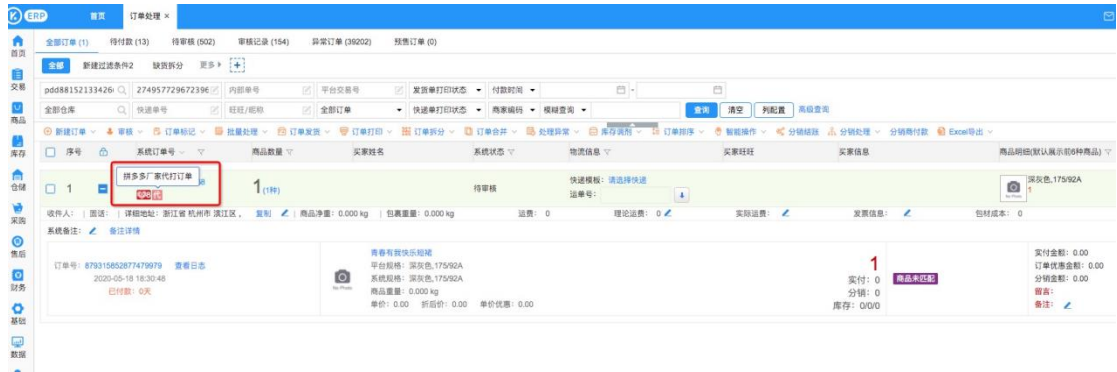 ERP 首页 订单处理 ×
首页
交易
商品
库存
仓储
采购
售后
财务
基础
数据
全部订单 (1) 待付款 (13) 待审核 (502) 审核记录 (154) 异常订单 (39202) 预售订单 (0)
全部 新建过滤条件2 缺货拆分 更多
pdd88152133426 274957729672396 内部单号 平台交易号 发货单打印状态 付款时间 -
全部仓库 快递单号 旺旺/昵称 全部订单 快递单打印状态 商家编码 模糊查询 查询 清空 列配置 高级查询
新建订单 审核 订单标记 批量处理 订单发货 订单打印 订单拆分 订单合并 处理异常 库存调剂 订单排序 智能操作 分销结账 分销处理 分销商付款 Excel导出
序号 系统订单号 商品数量 买家姓名 系统状态 物流信息 买家旺旺 买家信息 商品明细(默认展示前6种商品)
拼多多厂家代打订单
1 代 1 (1种) 待审核 快递模板: 请选择快递
运单号:
No Photo 深灰色,175/92A
1
收件人: | 固话: | 详细地址: 浙江省 杭州市 滨江区, 复制 | 商品净重: 0.000 kg | 包裹重量: 0.000 kg 运费: 0 理论运费: 0 实际运费: 发票信息: 包材成本: 0
系统备注: 备注详情
订单号: 879315852877479979 查看日志
2020-05-18 18:30:48
已付款: 0天
No Photo
青春有我快乐短裙
平台规格: 深灰色,175/92A
系统规格: 深灰色,175/92A
商品重量: 0.000 kg
单价: 0.00 折后价: 0.00 单价优惠: 0.00
1
实付: 0
分销: 0
库存: 0/0/0
商品未匹配
实付金额: 0.00
订单优惠金额: 0.00
分销金额: 0.00
留言:
备注: